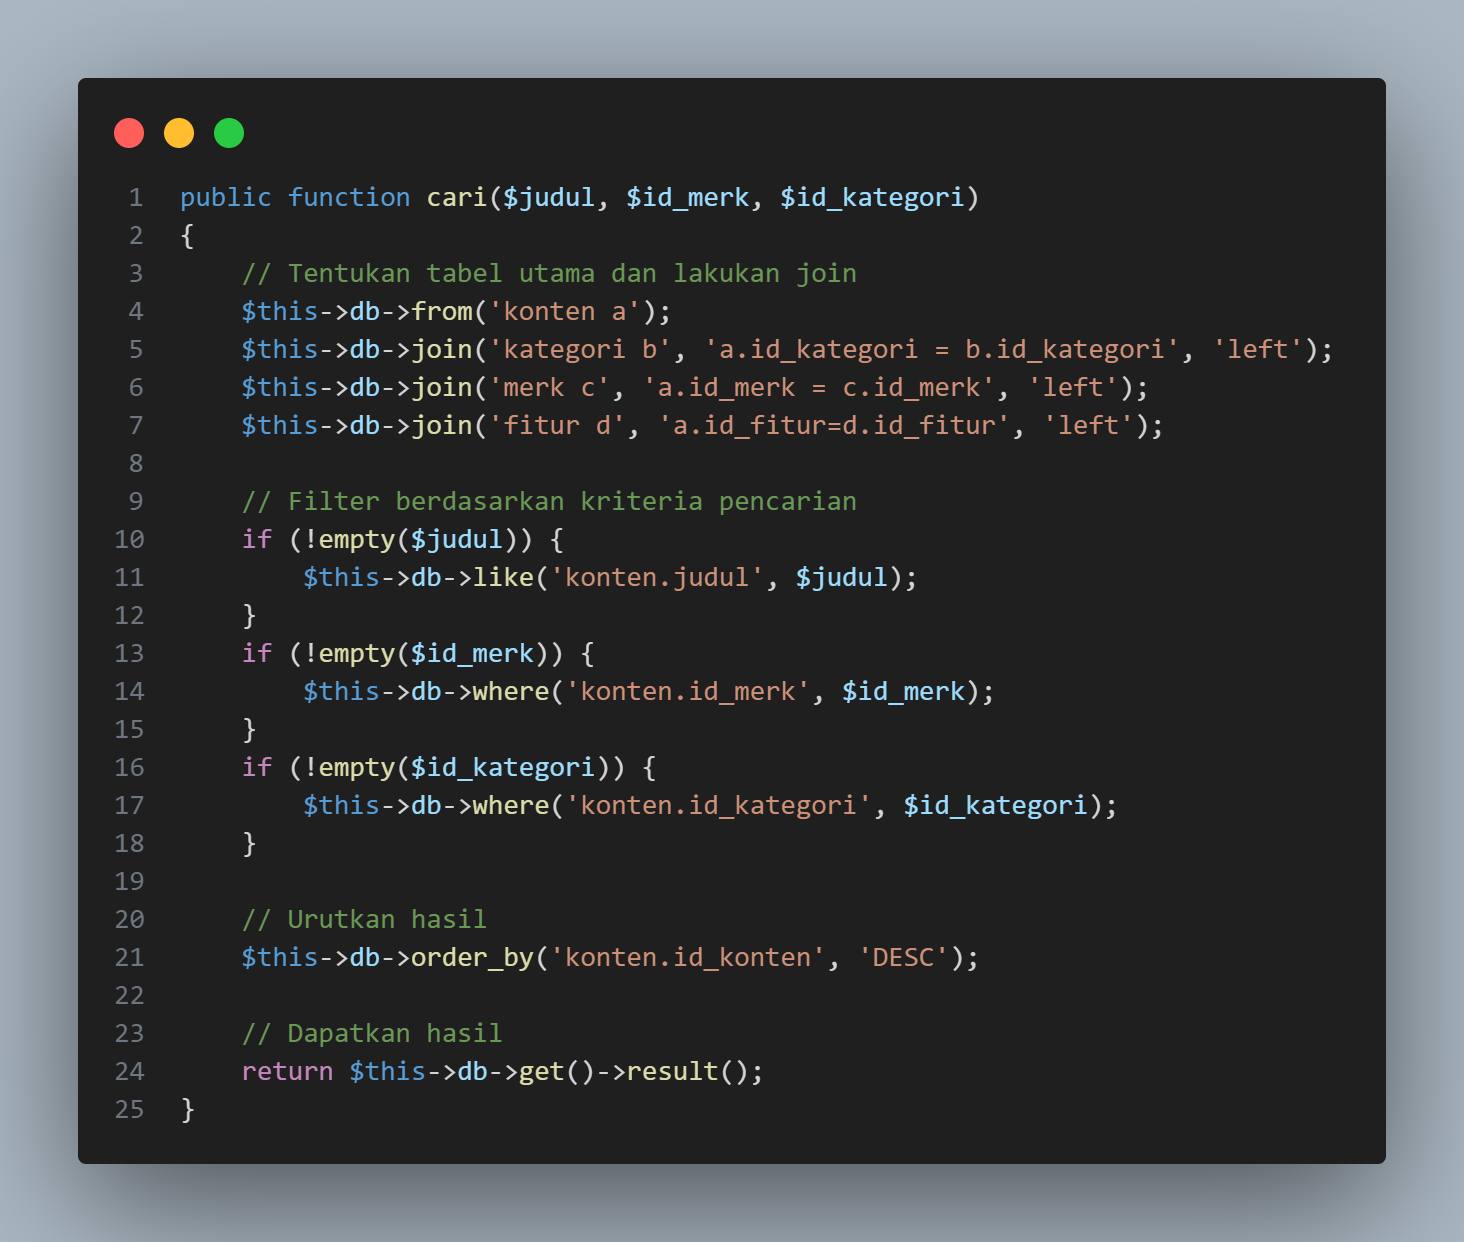 1 public function cari($judul, $id_merk, $id_kategori)
2 {
3     // Tentukan tabel utama dan lakukan join
4     $this->db->from('konten a');
5     $this->db->join('kategori b', 'a.id_kategori = b.id_kategori', 'left');
6     $this->db->join('merk c', 'a.id_merk = c.id_merk', 'left');
7     $this->db->join('fitur d', 'a.id_fitur=d.id_fitur', 'left');
8
9     // Filter berdasarkan kriteria pencarian
10     if (!empty($judul)) {
11         $this->db->like('konten.judul', $judul);
12     }
13     if (!empty($id_merk)) {
14         $this->db->where('konten.id_merk', $id_merk);
15     }
16     if (!empty($id_kategori)) {
17         $this->db->where('konten.id_kategori', $id_kategori);
18     }
19
20     // Urutkan hasil
21     $this->db->order_by('konten.id_konten', 'DESC');
22
23     // Dapatkan hasil
24     return $this->db->get()->result();
25 }